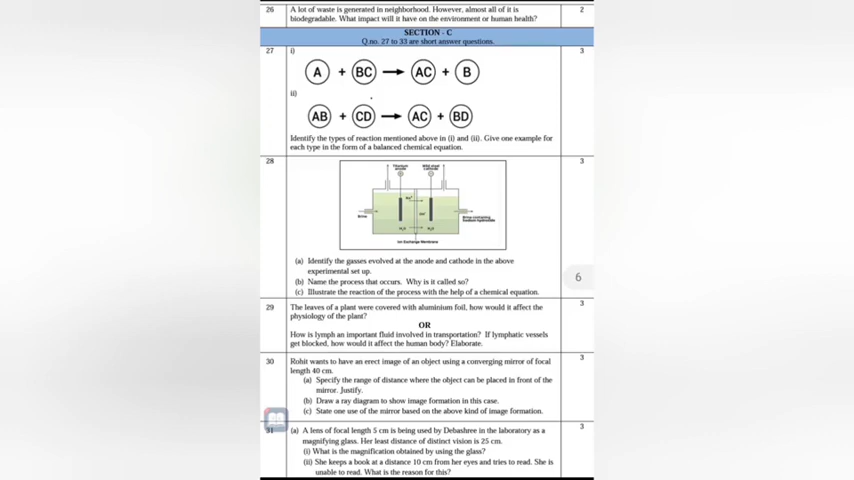 26 A lot of waste is generated in neighborhood. However, almost all of it is 2
biodegradable. What impact will it have on the environment or human health?
SECTION - C
Q.no. 27 to 33 are short answer questions.
27 i) 3
A + BC → AC + B
ii)
AB + CD → AC + BD
Identify the types of reaction mentioned above in (i) and (ii). Give one example for
each type in the form of a balanced chemical equation.
28 3
Titanium anode
Mild steel cathode
Brine
Brine containing sodium hydroxide
Ion Exchange Membrane
(a) Identify the gasses evolved at the anode and cathode in the above
experimental set up.
(b) Name the process that occurs. Why is it called so?
(c) Illustrate the reaction of the process with the help of a chemical equation.
6
29 The leaves of a plant were covered with aluminium foil, how would it affect the 3
physiology of the plant?
OR
How is lymph an important fluid involved in transportation? If lymphatic vessels
get blocked, how would it affect the human body? Elaborate.
30 Rohit wants to have an erect image of an object using a converging mirror of focal 3
length 40 cm.
(a) Specify the range of distance where the object can be placed in front of the
mirror. Justify.
(b) Draw a ray diagram to show image formation in this case.
(c) State one use of the mirror based on the above kind of image formation.
31 (a) A lens of focal length 5 cm is being used by Debashree in the laboratory as a 3
magnifying glass. Her least distance of distinct vision is 25 cm.
(i) What is the magnification obtained by using the glass?
(ii) She keeps a book at a distance 10 cm from her eyes and tries to read. She is
unable to read. What is the reason for this?